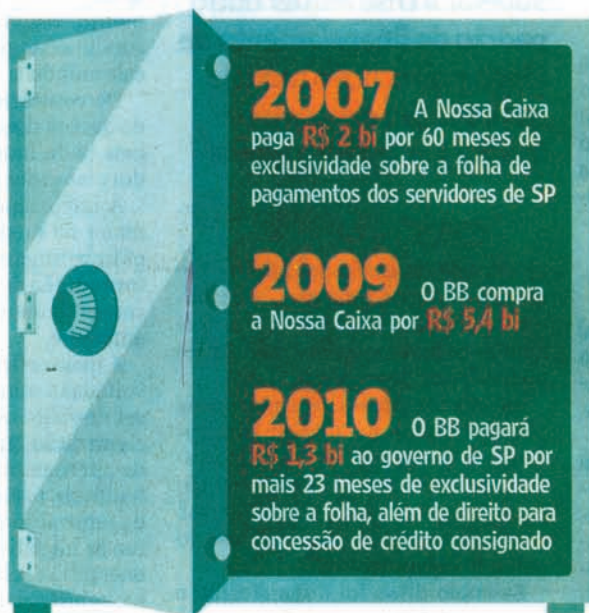 2007 A Nossa Caixa
paga R$ 2 bi por 60 meses de
exclusividade sobre a folha de
pagamentos dos servidores de SP
2009 O BB compra
a Nossa Caixa por R$ 5,4 bi
2010 O BB pagará
R$ 1,3 bi ao governo de SP por
mais 23 meses de exclusividade
sobre a folha, além de direito para
concessão de crédito consignado